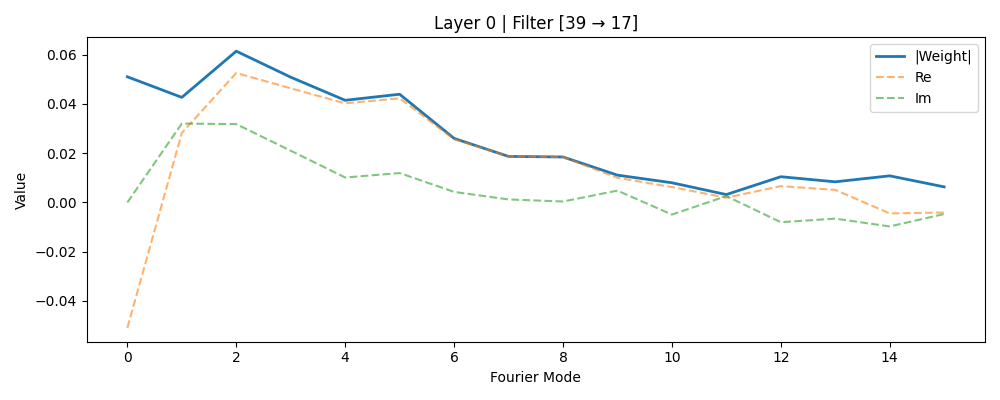 Layer 0 | Filter [39 → 17]
|Weight|
Re
Im
0.06
0.04
0.02
0.00
−0.02
−0.04
Value
0 2 4 6 8 10 12 14
Fourier Mode